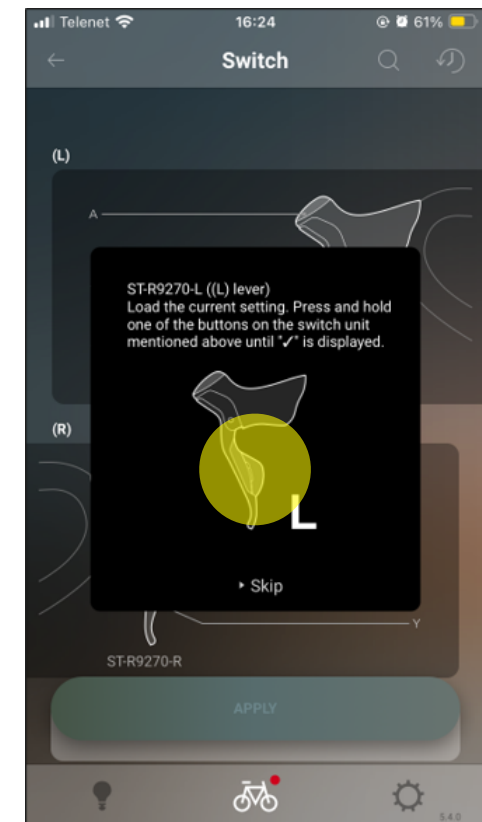 Telenet 16:24 61%
Switch
(L)
A
ST-R9270-L ((L) lever)
Load the current setting. Press and hold
one of the buttons on the switch unit
mentioned above until "✓" is displayed.
(R)
L
‣ Skip
Y
ST-R9270-R
APPLY
5.4.0